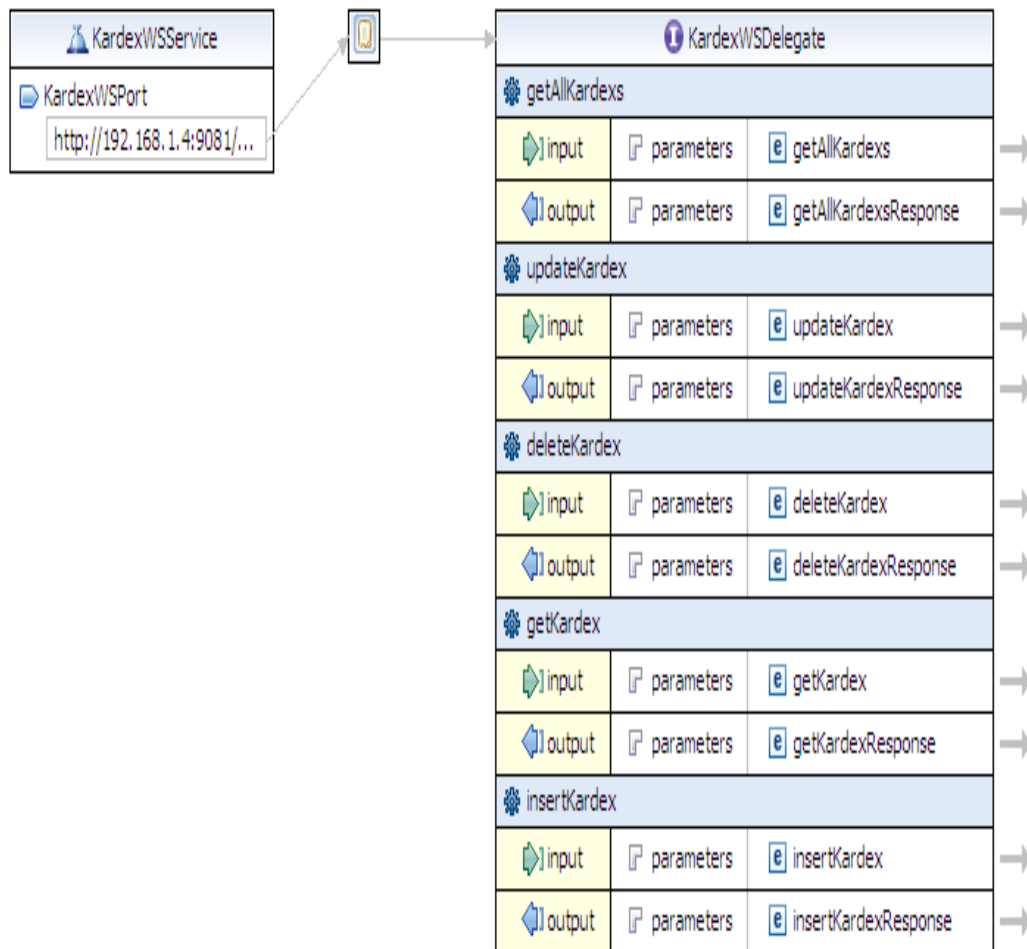 KardexWSService
KardexWSPort
http://192.168.1.4:9081/...
KardexWSDelegate
getAllKardexs
input parameters getAllKardexs
output parameters getAllKardexsResponse
updateKardex
input parameters updateKardex
output parameters updateKardexResponse
deleteKardex
input parameters deleteKardex
output parameters deleteKardexResponse
getKardex
input parameters getKardex
output parameters getKardexResponse
insertKardex
input parameters insertKardex
output parameters insertKardexResponse